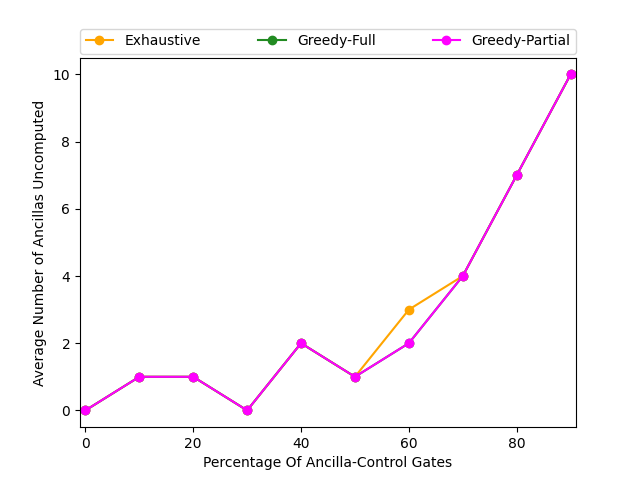 Exhaustive Greedy-Full Greedy-Partial
10
8
6
4
2
0
Average Number of Ancillas Uncomputed
0 20 40 60 80
Percentage Of Ancilla-Control Gates